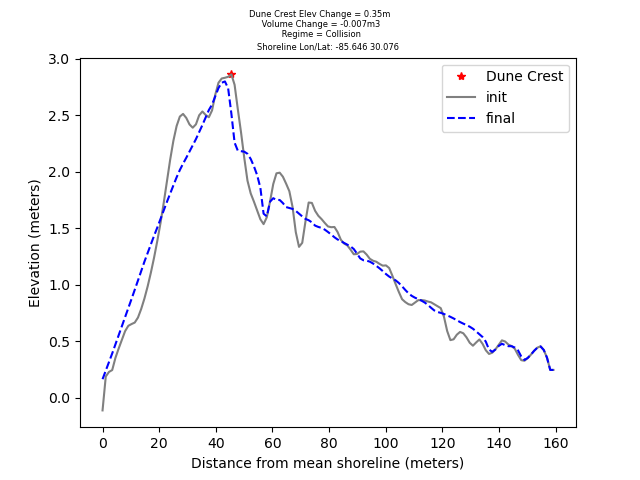 Dune Crest Elev Change = 0.35m
Volume Change = -0.007m3
Regime = Collision
Shoreline Lon/Lat: -85.646 30.076
3.0
2.5
2.0
1.5
1.0
0.5
0.0
Elevation (meters)
Dune Crest
init
final
0 20 40 60 80 100 120 140 160
Distance from mean shoreline (meters)